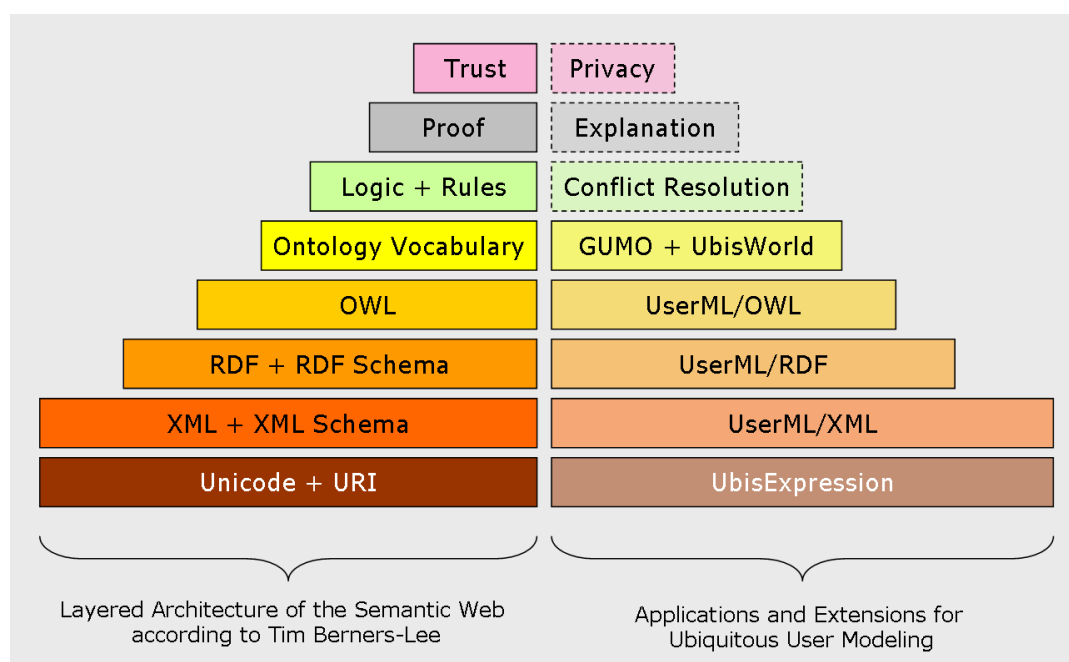 Trust
Privacy
Proof
Explanation
Logic + Rules
Conflict Resolution
Ontology Vocabulary
GUMO + UbisWorld
OWL
UserML/OWL
RDF + RDF Schema
UserML/RDF
XML + XML Schema
UserML/XML
Unicode + URI
UbisExpression
Layered Architecture of the Semantic Web
according to Tim Berners-Lee
Applications and Extensions for
Ubiquitous User Modeling